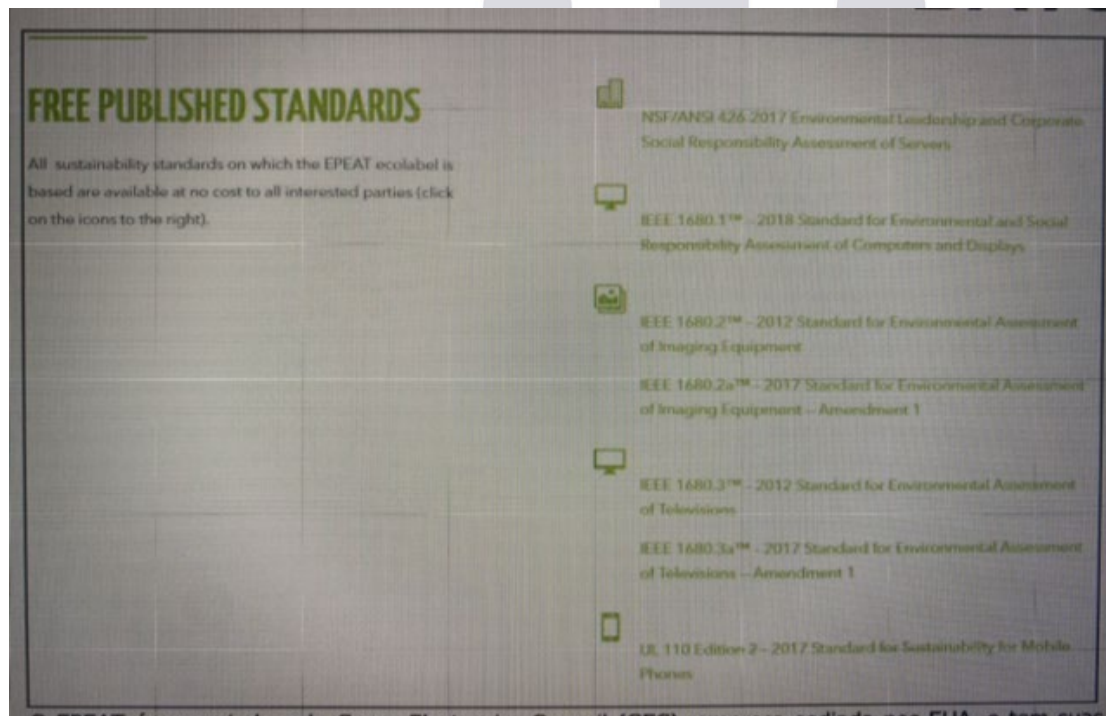 FREE PUBLISHED STANDARDS
All sustainability standards on which the EPEAT ecolabel is
based are available at no cost to all interested parties (click
on the icons to the right).
NSF/ANSI 426-2017 Environmental Leadership and Corporate
Social Responsibility Assessment of Servers
IEEE 1680.1™ - 2018 Standard for Environmental and Social
Responsibility Assessment of Computers and Displays
IEEE 1680.2™ - 2012 Standard for Environmental Assessment
of Imaging Equipment
IEEE 1680.2a™ - 2017 Standard for Environmental Assessment
of Imaging Equipment – Amendment 1
IEEE 1680.3™ - 2012 Standard for Environmental Assessment
of Televisions
IEEE 1680.3a™ - 2017 Standard for Environmental Assessment
of Televisions – Amendment 1
UL 110 Edition 2 - 2017 Standard for Sustainability for Mobile
Phones